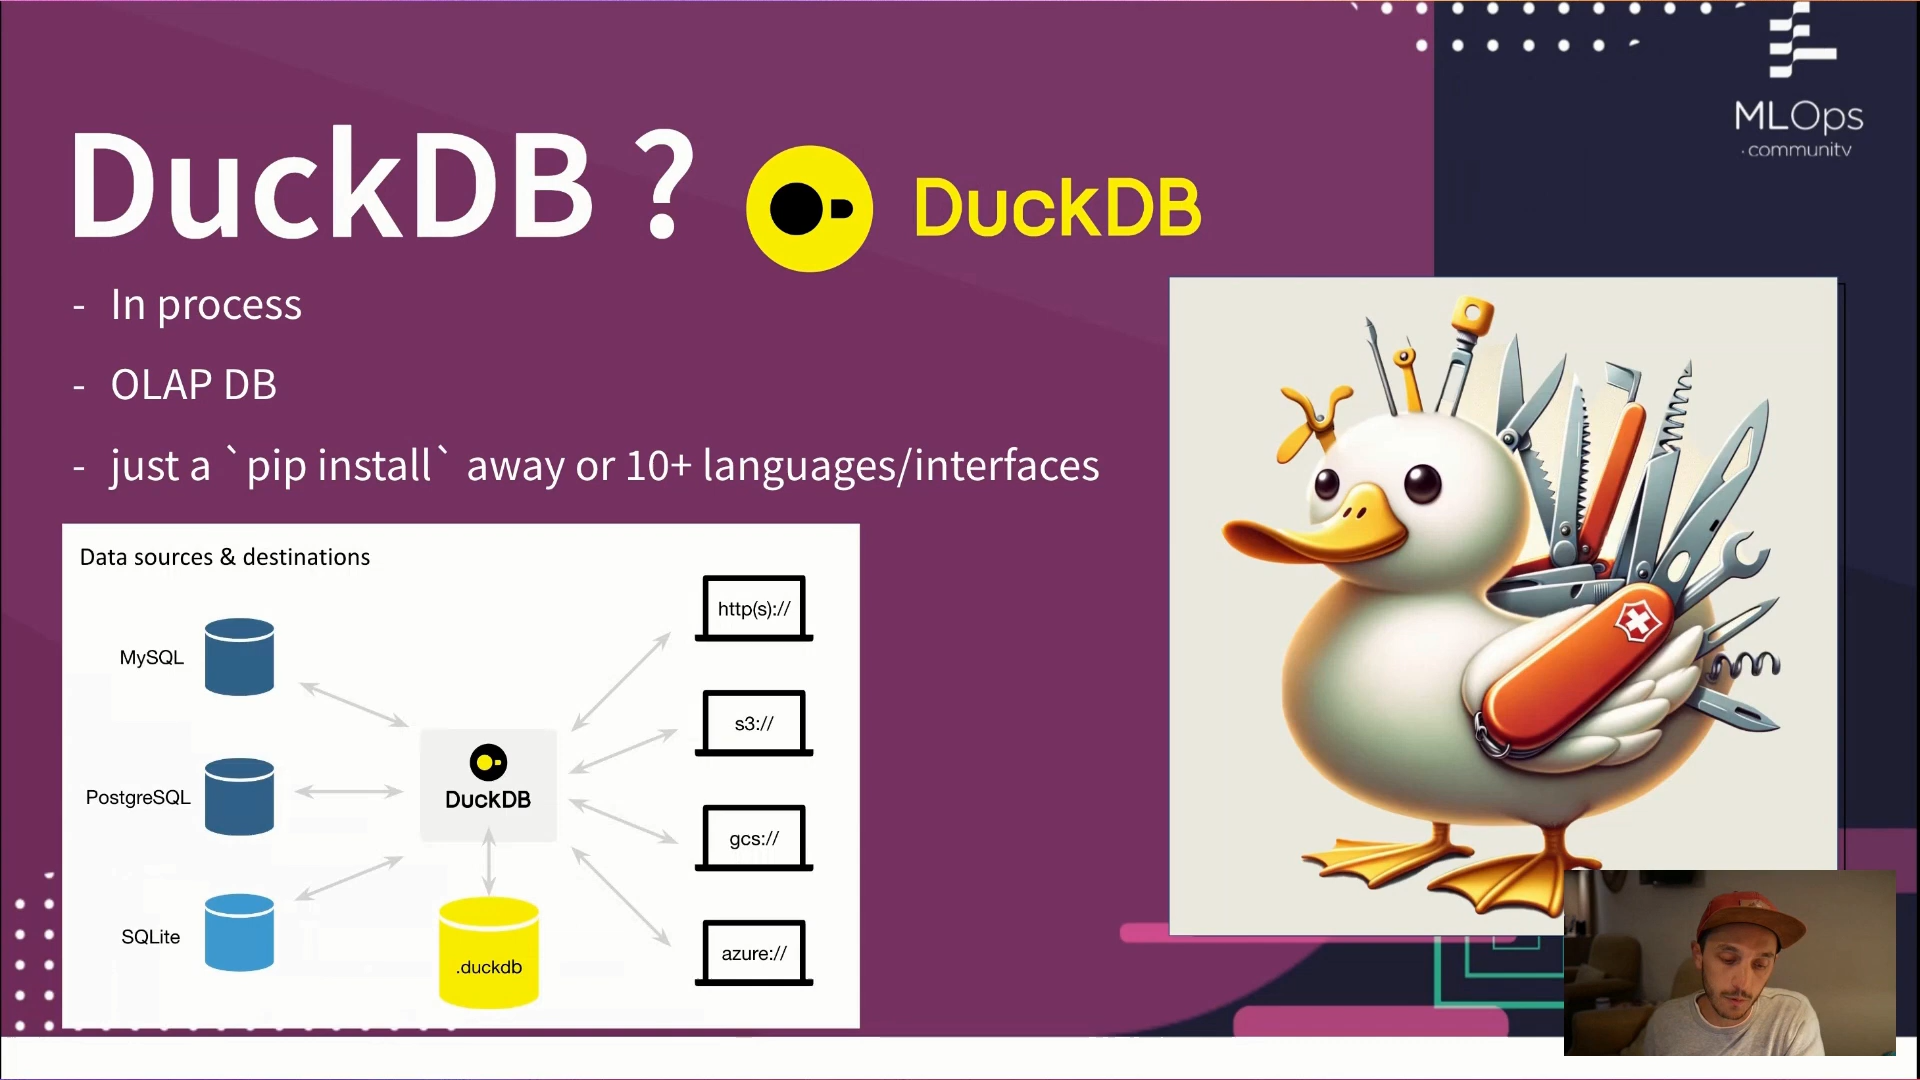 DuckDB ?
DuckDB
MLOps
.community
- In process
- OLAP DB
- just a `pip install` away or 10+ languages/interfaces
Data sources & destinations
MySQL
PostgreSQL
SQLite
DuckDB
.duckdb
http(s)://
s3://
gcs://
azure://